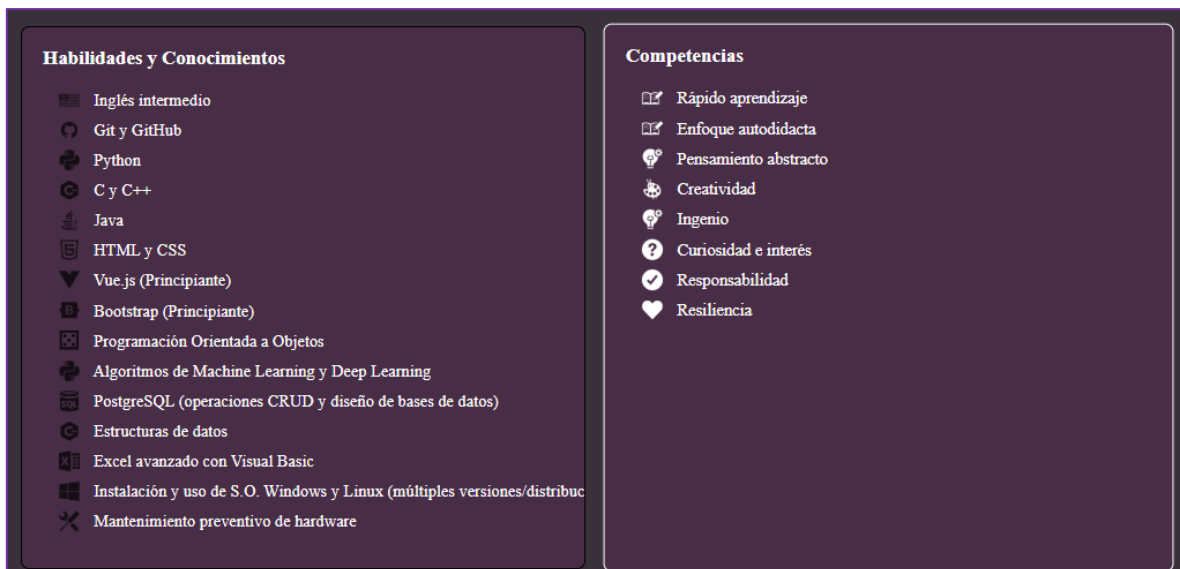 Habilidades y Conocimientos
Inglés intermedio
Git y GitHub
Python
C y C++
Java
HTML y CSS
Vue.js (Principiante)
Bootstrap (Principiante)
Programación Orientada a Objetos
Algoritmos de Machine Learning y Deep Learning
PostgreSQL (operaciones CRUD y diseño de bases de datos)
Estructuras de datos
Excel avanzado con Visual Basic
Instalación y uso de S.O. Windows y Linux (múltiples versiones/distribuc
Mantenimiento preventivo de hardware
Competencias
Rápido aprendizaje
Enfoque autodidacta
Pensamiento abstracto
Creatividad
Ingenio
Curiosidad e interés
Responsabilidad
Resiliencia